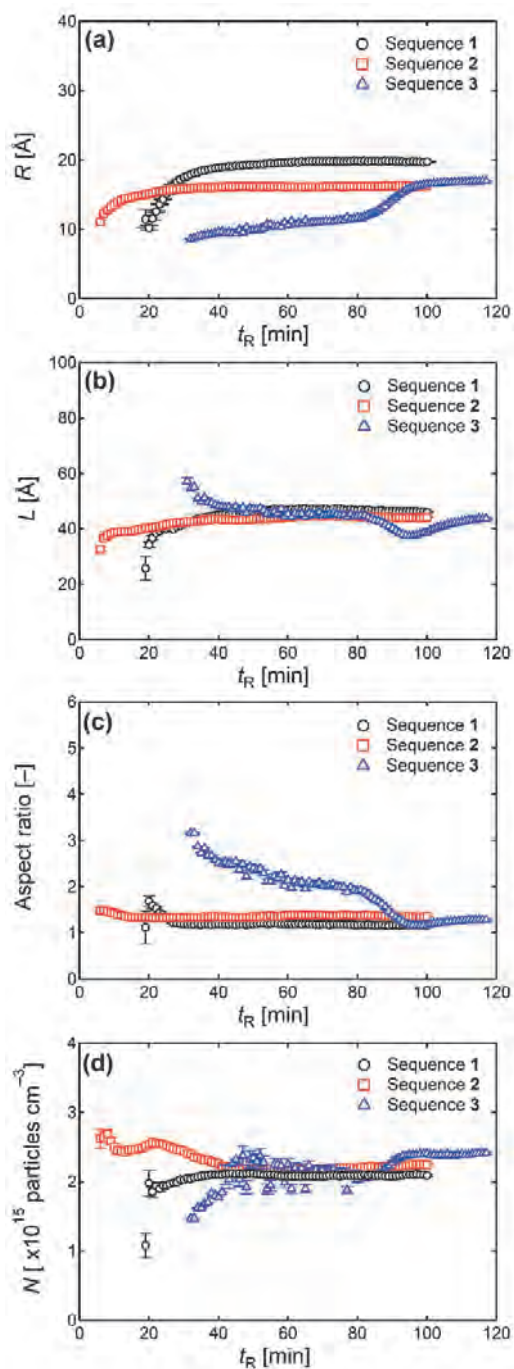 (a)
Sequence 1
Sequence 2
Sequence 3
R [Å]
40
30
20
10
0
0 20 40 60 80 100 120
tR [min]
(b)
Sequence 1
Sequence 2
Sequence 3
L [Å]
100
80
60
40
20
0
0 20 40 60 80 100 120
tR [min]
(c)
Sequence 1
Sequence 2
Sequence 3
Aspect ratio [–]
6
5
4
3
2
1
0
0 20 40 60 80 100 120
tR [min]
(d)
Sequence 1
Sequence 2
Sequence 3
N [ x10¹⁵ particles cm⁻³]
4
3
2
1
0
0 20 40 60 80 100 120
tR [min]